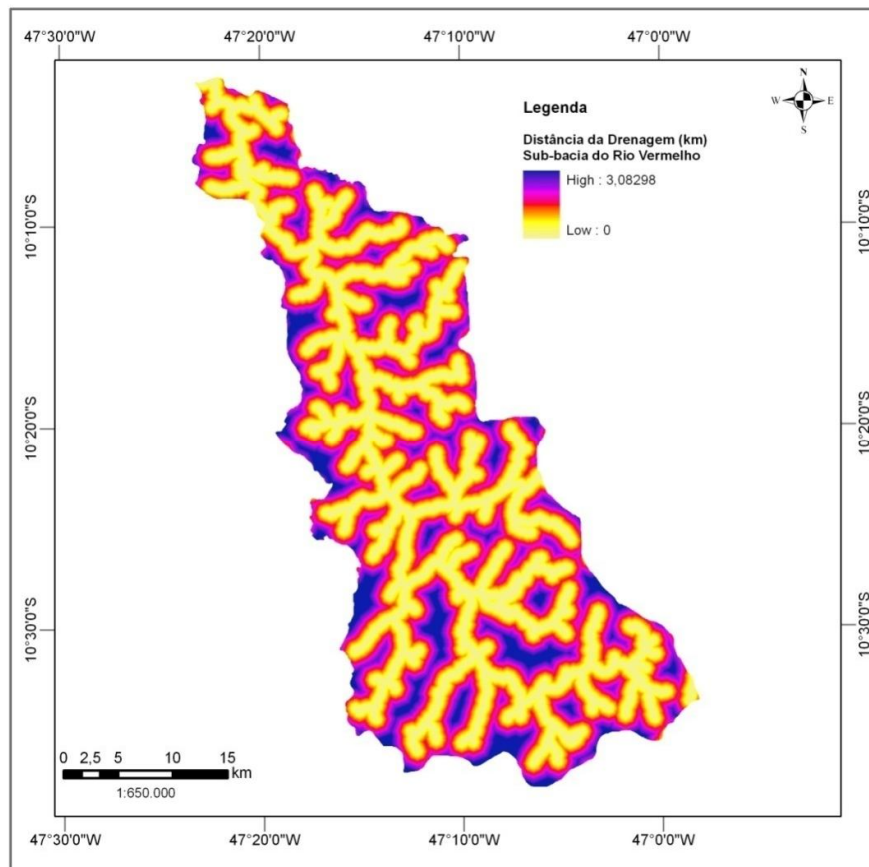 47°30'0"W 47°20'0"W 47°10'0"W 47°0'0"W
N
W E
S
Legenda
Distância da Drenagem (km)
Sub-bacia do Rio Vermelho
High : 3,08298
Low : 0
10°10'0"S 10°10'0"S
10°20'0"S 10°20'0"S
10°30'0"S 10°30'0"S
0 2,5 5 10 15
km
1:650.000
47°30'0"W 47°20'0"W 47°10'0"W 47°0'0"W